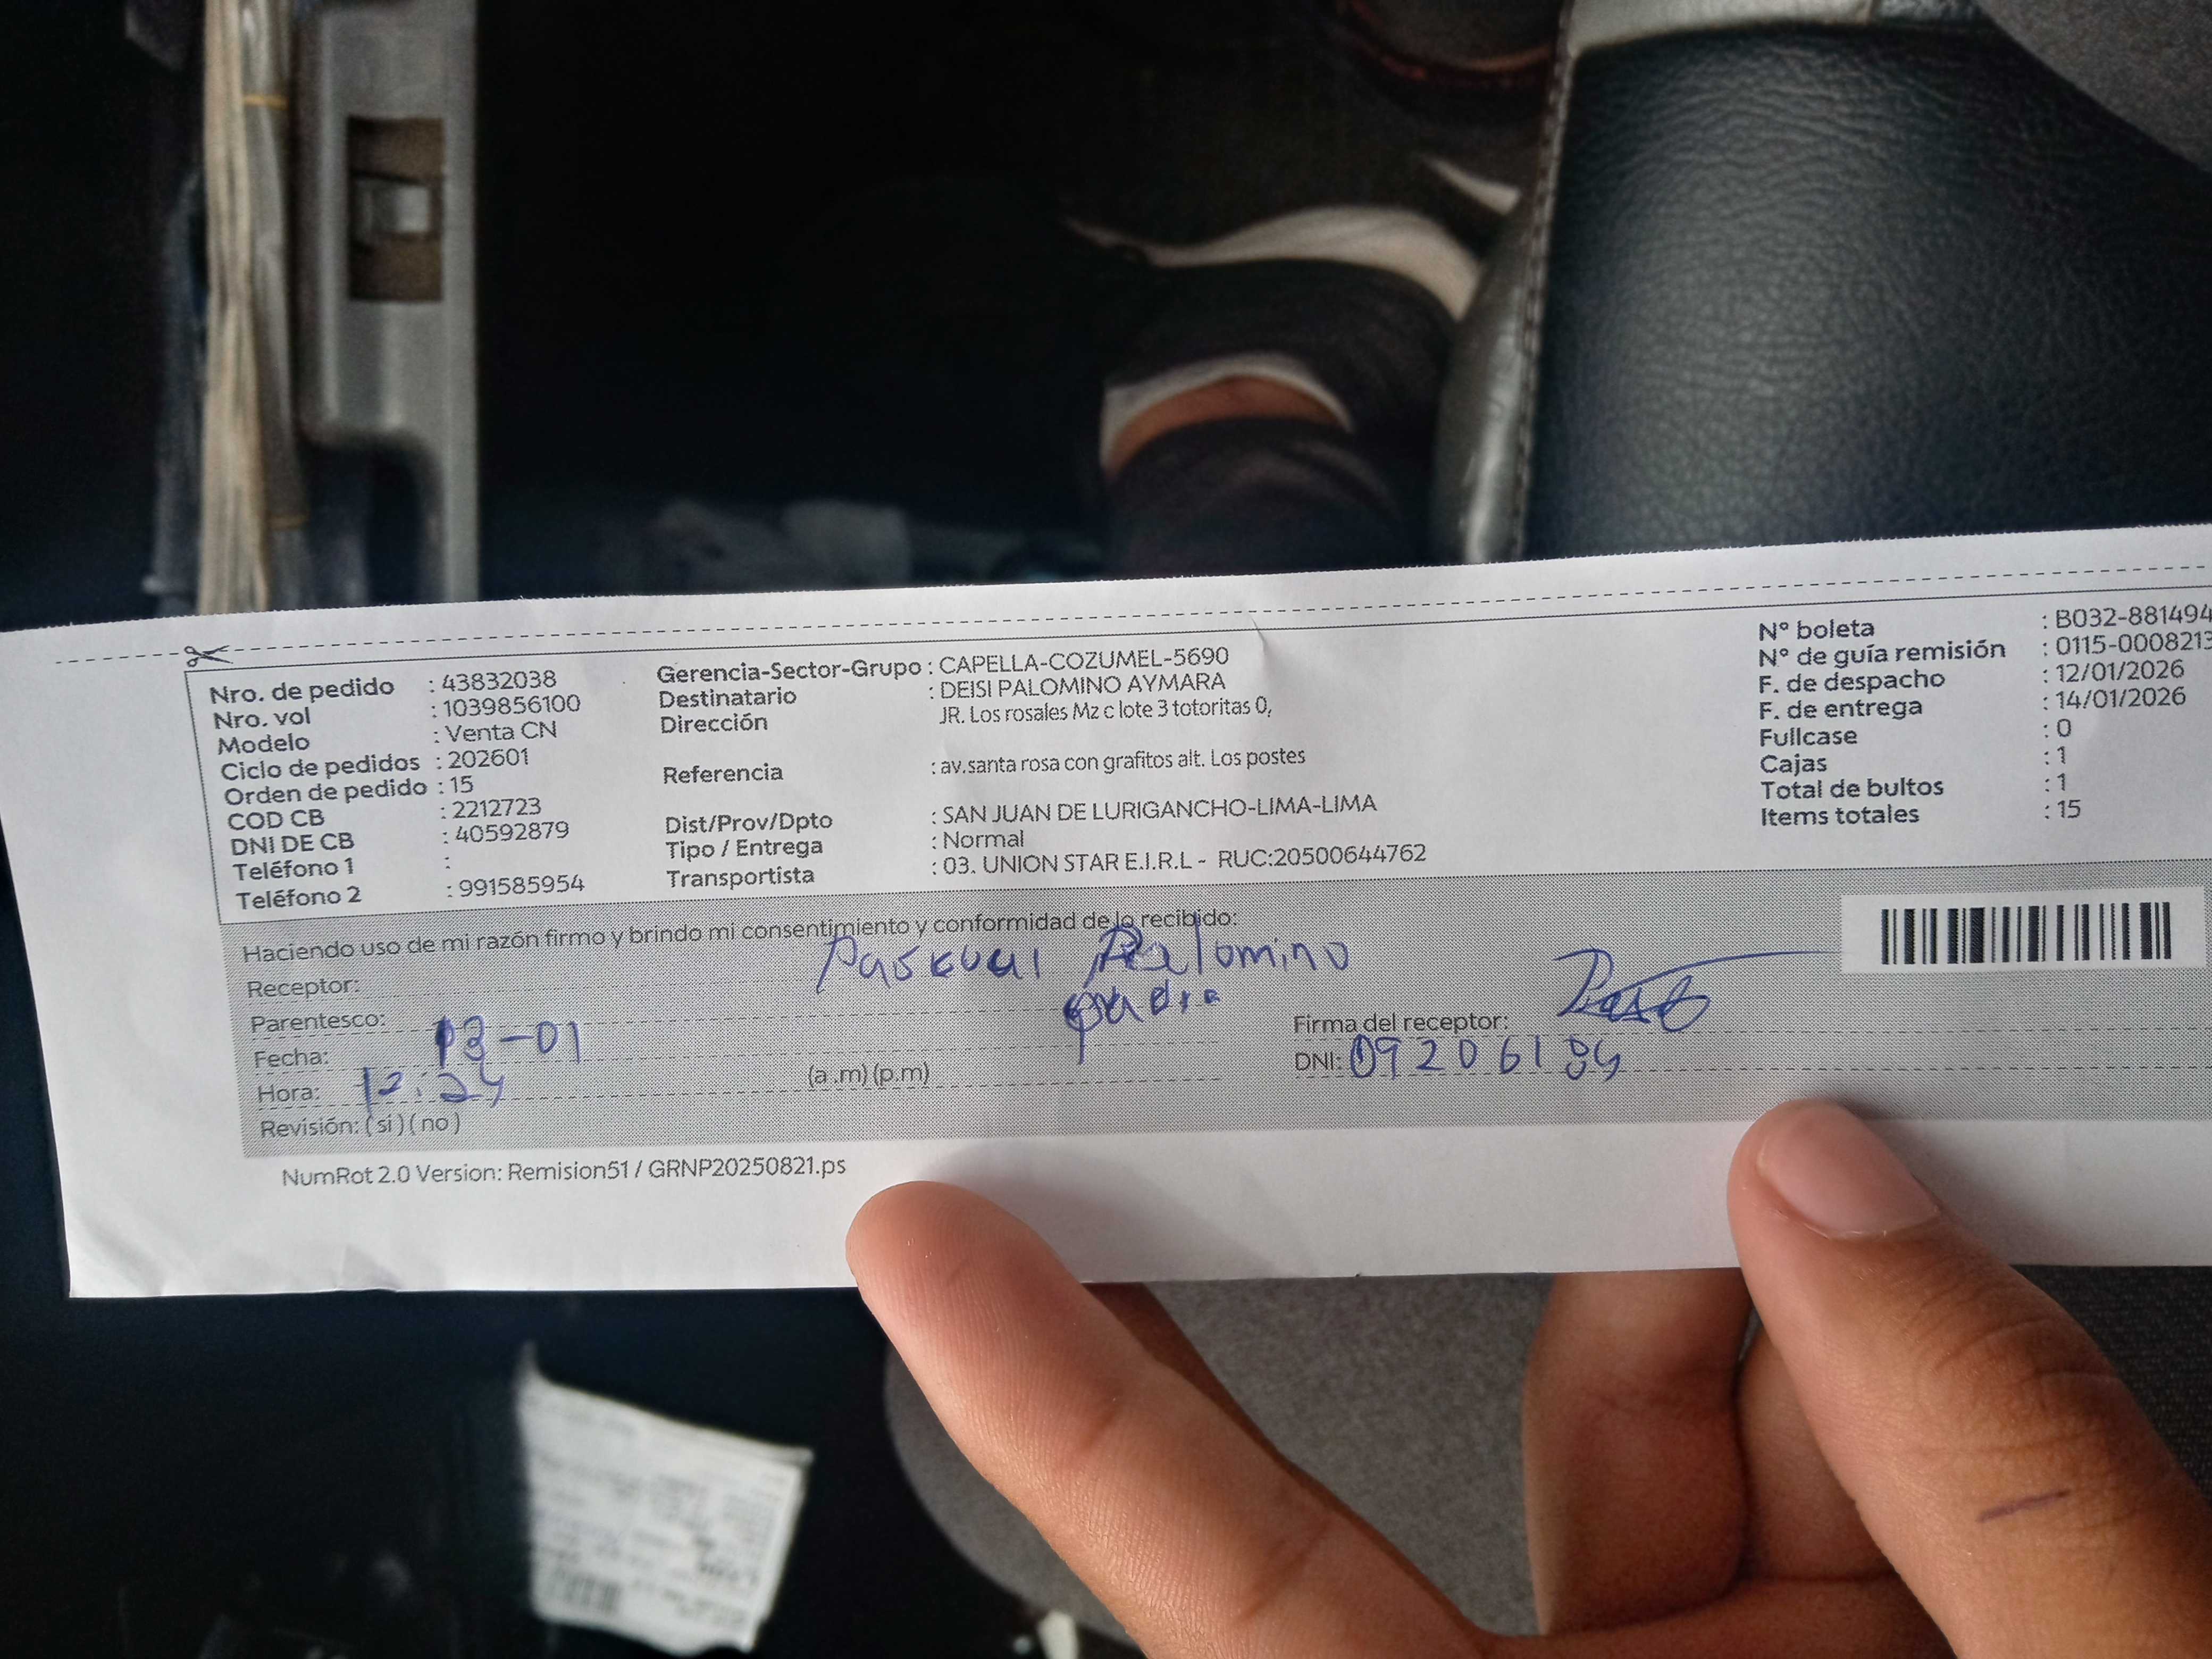 Nro. de pedido : 43832038
Nro. vol : 1039856100
Modelo : Venta CN
Ciclo de pedidos : 202601
Orden de pedido : 15
COD CB : 2212723
DNI DE CB : 40592879
Teléfono 1 :
Teléfono 2 : 991585954
Gerencia-Sector-Grupo : CAPELLA-COZUMEL-5690
Destinatario : DEISI PALOMINO AYMARA
Dirección JR. Los rosales Mz c lote 3 totoritas 0,
Referencia : av.santa rosa con grafitos alt. Los postes
Dist/Prov/Dpto : SAN JUAN DE LURIGANCHO-LIMA-LIMA
Tipo / Entrega : Normal
Transportista : 03. UNION STAR E.I.R.L - RUC:20500644762
N° boleta : B032-881494
N° de guía remisión : 0115-0008213
F. de despacho : 12/01/2026
F. de entrega : 14/01/2026
Fullcase : 0
Cajas : 1
Total de bultos : 1
Items totales : 15
Haciendo uso de mi razón firmo y brindo mi consentimiento y conformidad de lo recibido:
Receptor: Pascual Palomino
Parentesco: padre
Fecha: 13-01
Hora: 12:24 (a .m) (p.m)
Revisión: ( si ) ( no )
Firma del receptor:
DNI: 09206184
NumRot 2.0 Version: Remision51 / GRNP20250821.ps